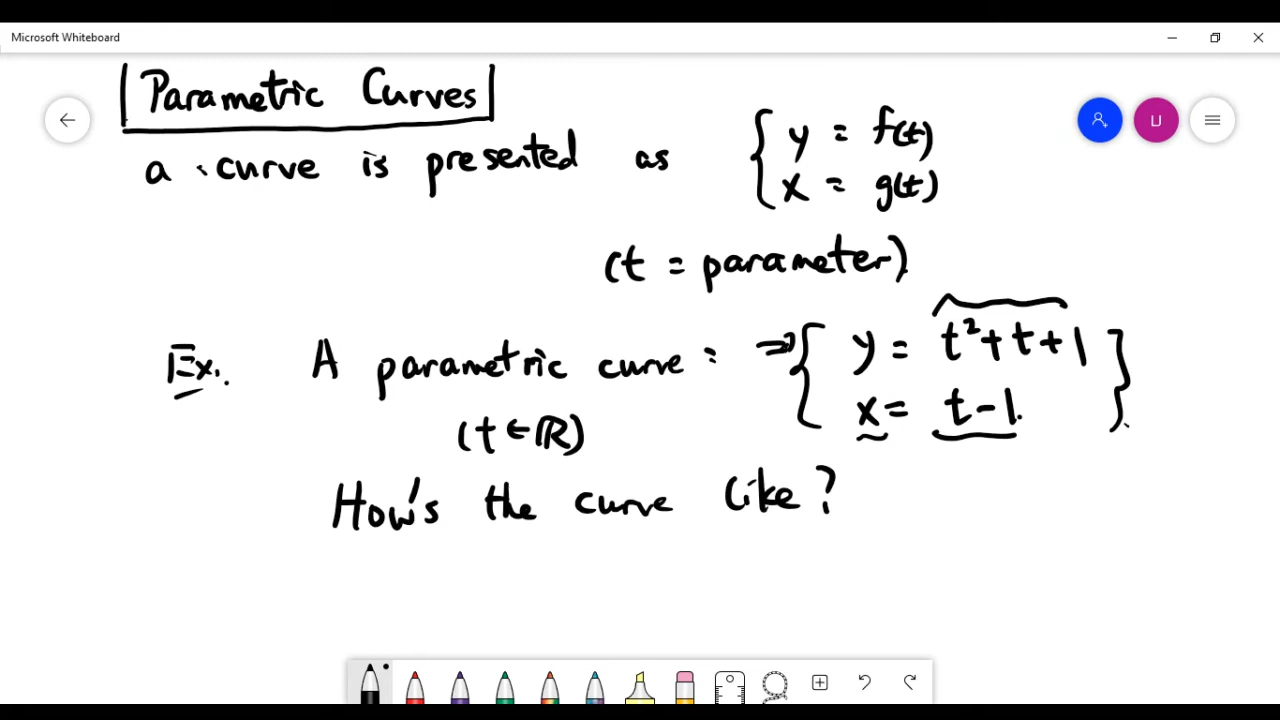 Microsoft Whiteboard
Parametric Curves
a curve is presented as { y = f(t)
x = g(t)
(t = parameter).
Ex. A parametric curve : ⇒ { y = t²+t+1 }
(t∈ℝ) x = t-1.
How's the curve like?
IJ